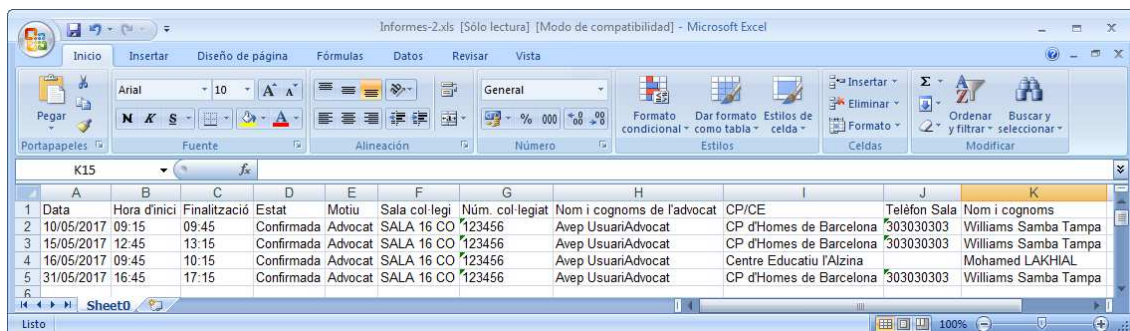 Informes-2.xls [Sólo lectura] [Modo de compatibilidad] - Microsoft Excel
Inicio Insertar Diseño de página Fórmulas Datos Revisar Vista
Pegar
Arial 10 A A
N K S A
General
% 000
Formato condicional
Dar formato como tabla
Estilos de celda
Insertar
Eliminar
Formato
Σ
Ordenar y filtrar
Buscar y seleccionar
Portapapeles Fuente Alineación Número Estilos Celdas Modificar
K15 fx
A B C D E F G H I J K
1 Data Hora d'inici Finalització Estat Motiu Sala col·legi Núm. col·legiat Nom i cognoms de l'advocat CP/CE Telèfon Sala Nom i cognoms
2 10/05/2017 09:15 09:45 Confirmada Advocat SALA 16 CO 123456 Avep UsuariAdvocat CP d'Homes de Barcelona 303030303 Williams Samba Tampa
3 15/05/2017 12:45 13:15 Confirmada Advocat SALA 16 CO 123456 Avep UsuariAdvocat CP d'Homes de Barcelona 303030303 Williams Samba Tampa
4 16/05/2017 09:45 10:15 Confirmada Advocat SALA 16 CO 123456 Avep UsuariAdvocat Centre Educatiu l'Alzina Mohamed LAKHIAL
5 31/05/2017 16:45 17:15 Confirmada Advocat SALA 16 CO 123456 Avep UsuariAdvocat CP d'Homes de Barcelona 303030303 Williams Samba Tampa
6
Sheet0
Listo 100%